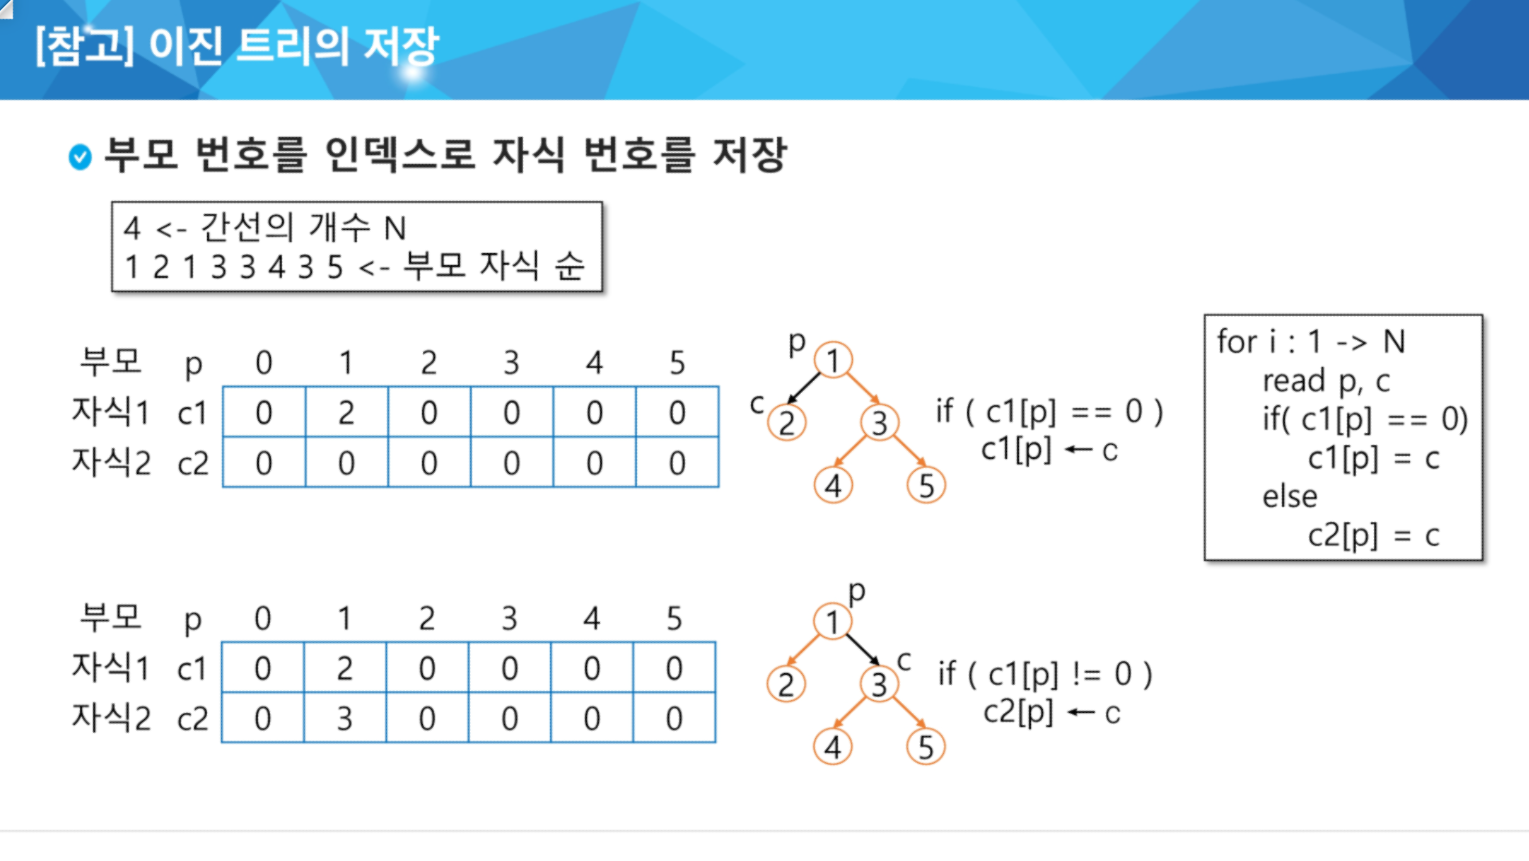 [참고] 이진 트리의 저장
부모 번호를 인덱스로 자식 번호를 저장
4 <- 간선의 개수 N
1 2 1 3 3 4 3 5 <- 부모 자식 순
부모 p 0 1 2 3 4 5
자식1 c1 0 2 0 0 0 0
자식2 c2 0 0 0 0 0 0
p
1
c
2 3
4 5
if ( c1[p] == 0 )
c1[p] ← c
for i : 1 -> N
read p, c
if( c1[p] == 0)
c1[p] = c
else
c2[p] = c
부모 p 0 1 2 3 4 5
자식1 c1 0 2 0 0 0 0
자식2 c2 0 3 0 0 0 0
p
1
c
2 3
4 5
if ( c1[p] != 0 )
c2[p] ← c